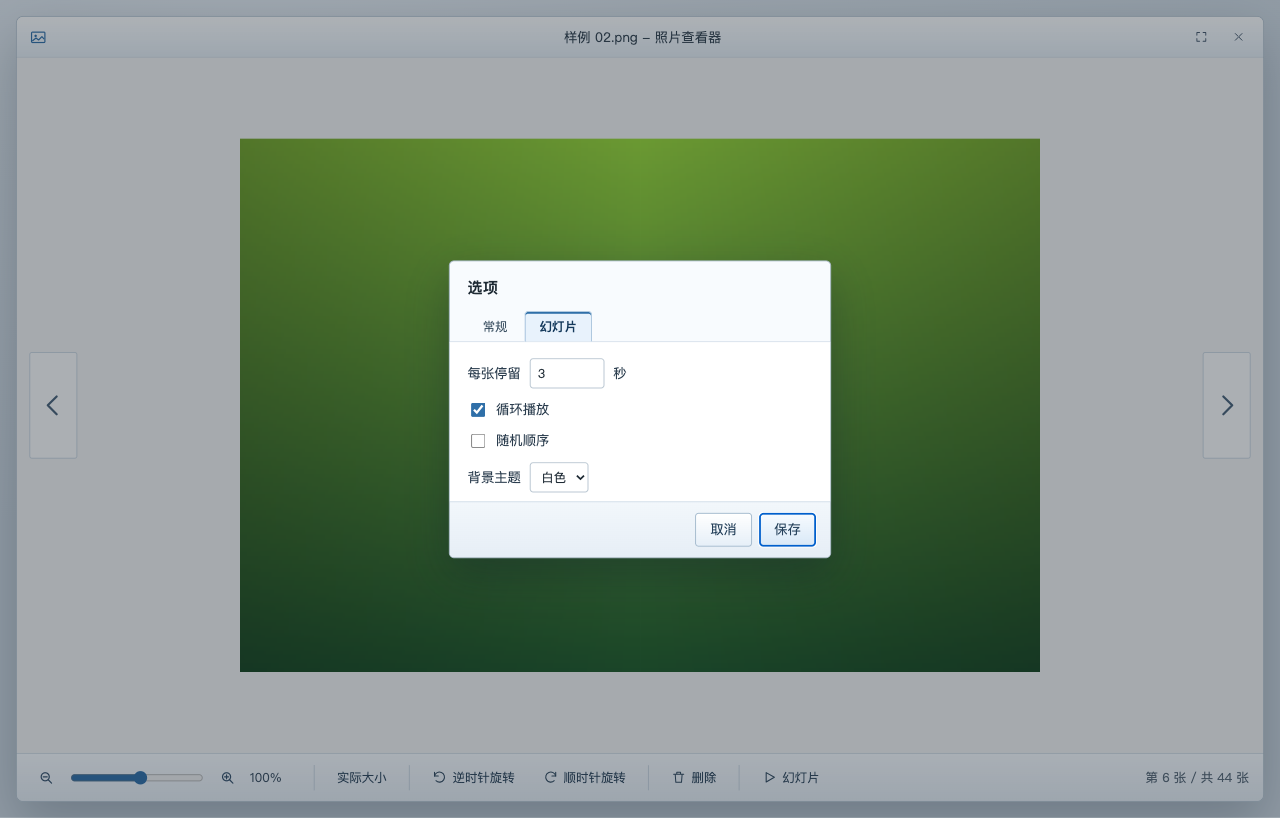 样例 02.png – 照片查看器
选项
常规 幻灯片
每张停留 3 秒
循环播放
随机顺序
背景主题 白色
取消 保存
100% 实际大小 逆时针旋转 顺时针旋转 删除 幻灯片 第 6 张 / 共 44 张